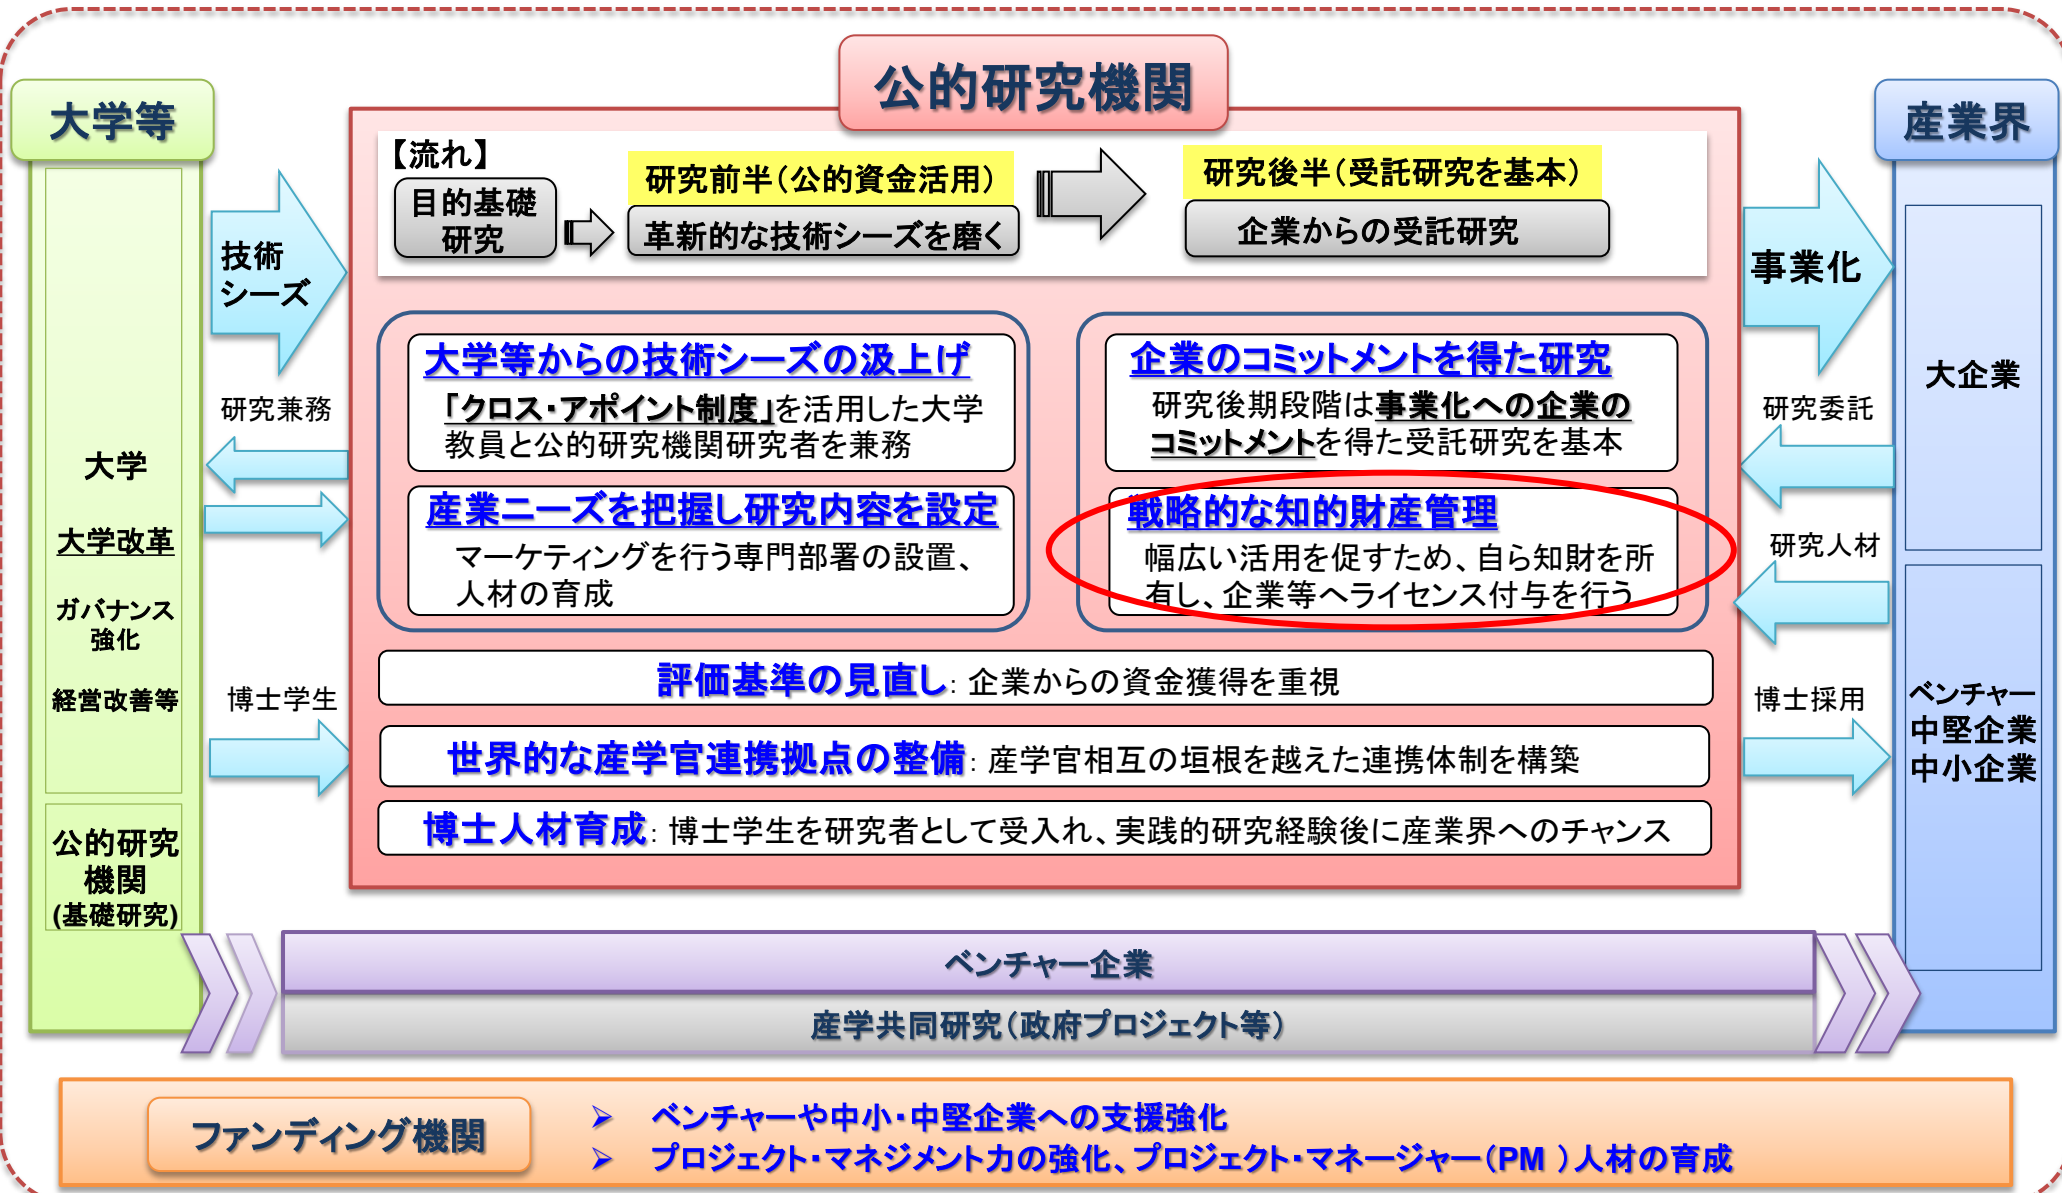 公的研究機関
大学等
産業界
【流れ】
目的基礎
研究
研究前半（公的資金活用）
革新的な技術シーズを磨く
研究後半（受託研究を基本）
企業からの受託研究
技術
シーズ
事業化
大学等からの技術シーズの汲上げ
「クロス・アポイント制度」を活用した大学
教員と公的研究機関研究者を兼務
産業ニーズを把握し研究内容を設定
マーケティングを行う専門部署の設置、
人材の育成
企業のコミットメントを得た研究
研究後期段階は事業化への企業の
コミットメントを得た受託研究を基本
戦略的な知的財産管理
幅広い活用を促すため、自ら知財を所
有し、企業等へライセンス付与を行う
研究兼務
博士学生
研究委託
研究人材
博士採用
大学
大学改革
ガバナンス
強化
経営改善等
公的研究
機関
(基礎研究)
大企業
ベンチャー
中堅企業
中小企業
評価基準の見直し：企業からの資金獲得を重視
世界的な産学官連携拠点の整備：産学官相互の垣根を越えた連携体制を構築
博士人材育成：博士学生を研究者として受入れ、実践的研究経験後に産業界へのチャンス
ベンチャー企業
産学共同研究（政府プロジェクト等）
ファンディング機関
➢ ベンチャーや中小・中堅企業への支援強化
➢ プロジェクト・マネジメント力の強化、プロジェクト・マネージャー（PM ）人材の育成